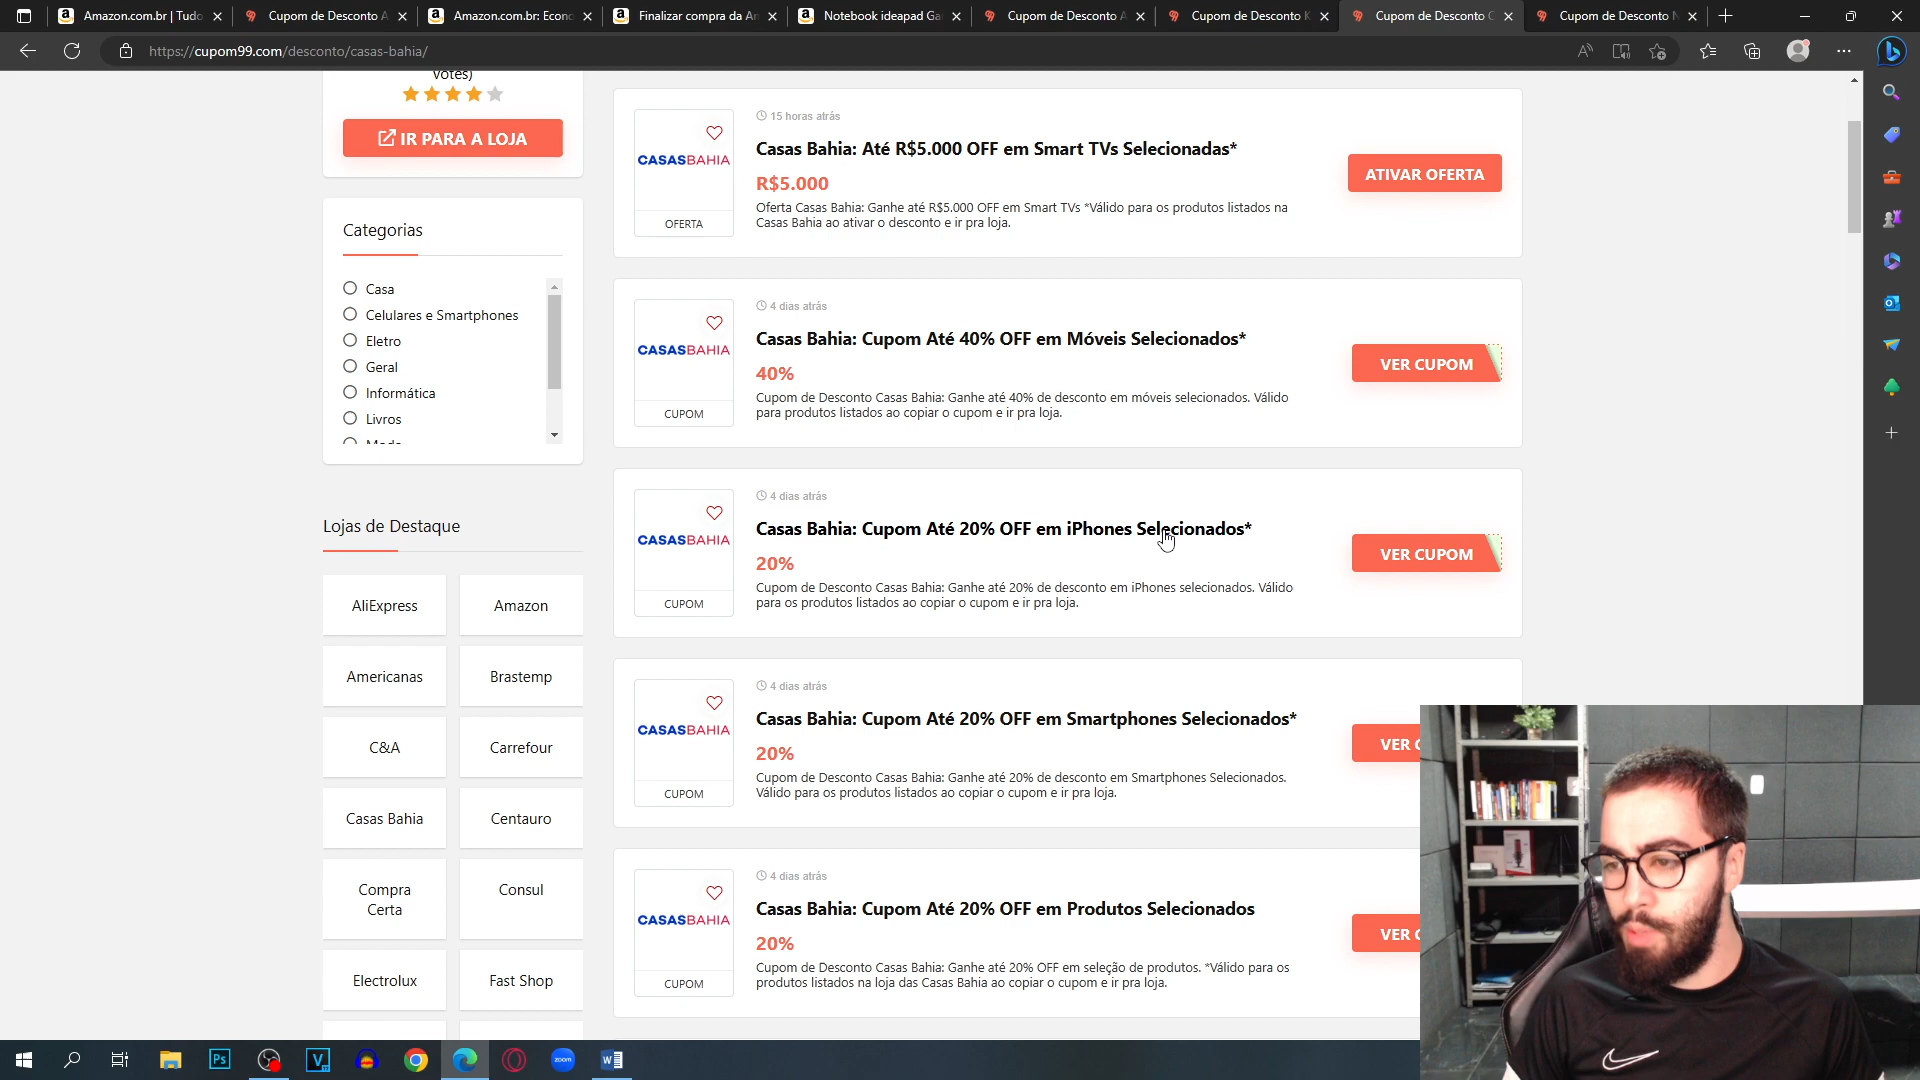 Amazon.com.br | Tudo
Cupom de Desconto A
Amazon.com.br: Econ
Finalizar compra da Am
Notebook ideapad Ga
Cupom de Desconto A
Cupom de Desconto K
Cupom de Desconto C
Cupom de Desconto N
https://cupom99.com/desconto/casas-bahia/
votes)
IR PARA A LOJA
Categorias
Casa
Celulares e Smartphones
Eletro
Geral
Informática
Livros
Moda
Lojas de Destaque
AliExpress
Amazon
Americanas
Brastemp
C&A
Carrefour
Casas Bahia
Centauro
Compra
Certa
Consul
Electrolux
Fast Shop
15 horas atrás
CASASBAHIA
OFERTA
Casas Bahia: Até R$5.000 OFF em Smart TVs Selecionadas*
R$5.000
Oferta Casas Bahia: Ganhe até R$5.000 OFF em Smart TVs *Válido para os produtos listados na
Casas Bahia ao ativar o desconto e ir pra loja.
ATIVAR OFERTA
4 dias atrás
CASASBAHIA
CUPOM
Casas Bahia: Cupom Até 40% OFF em Móveis Selecionados*
40%
Cupom de Desconto Casas Bahia: Ganhe até 40% de desconto em móveis selecionados. Válido
para produtos listados ao copiar o cupom e ir pra loja.
VER CUPOM
4 dias atrás
CASASBAHIA
CUPOM
Casas Bahia: Cupom Até 20% OFF em iPhones Selecionados*
20%
Cupom de Desconto Casas Bahia: Ganhe até 20% de desconto em iPhones selecionados. Válido
para os produtos listados ao copiar o cupom e ir pra loja.
VER CUPOM
4 dias atrás
CASASBAHIA
CUPOM
Casas Bahia: Cupom Até 20% OFF em Smartphones Selecionados*
20%
Cupom de Desconto Casas Bahia: Ganhe até 20% de desconto em Smartphones Selecionados.
Válido para os produtos listados ao copiar o cupom e ir pra loja.
VER C
4 dias atrás
CASASBAHIA
CUPOM
Casas Bahia: Cupom Até 20% OFF em Produtos Selecionados
20%
Cupom de Desconto Casas Bahia: Ganhe até 20% OFF em seleção de produtos. *Válido para os
produtos listados na loja das Casas Bahia ao copiar o cupom e ir pra loja.
VER C
Ps
V
zoom